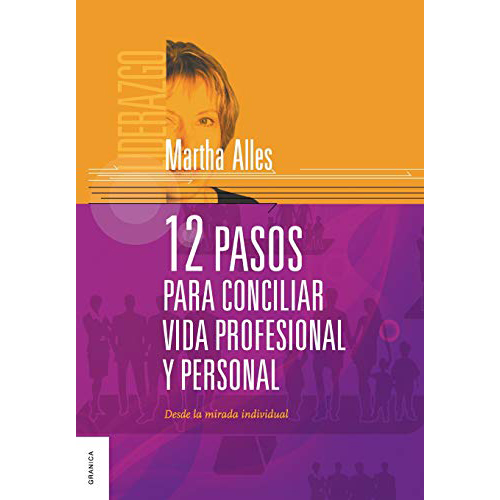 LIDERAZGO
Martha Alles
12 PASOS
PARA CONCILIAR
VIDA PROFESIONAL
Y PERSONAL
Desde la mirada individual
GRANICA